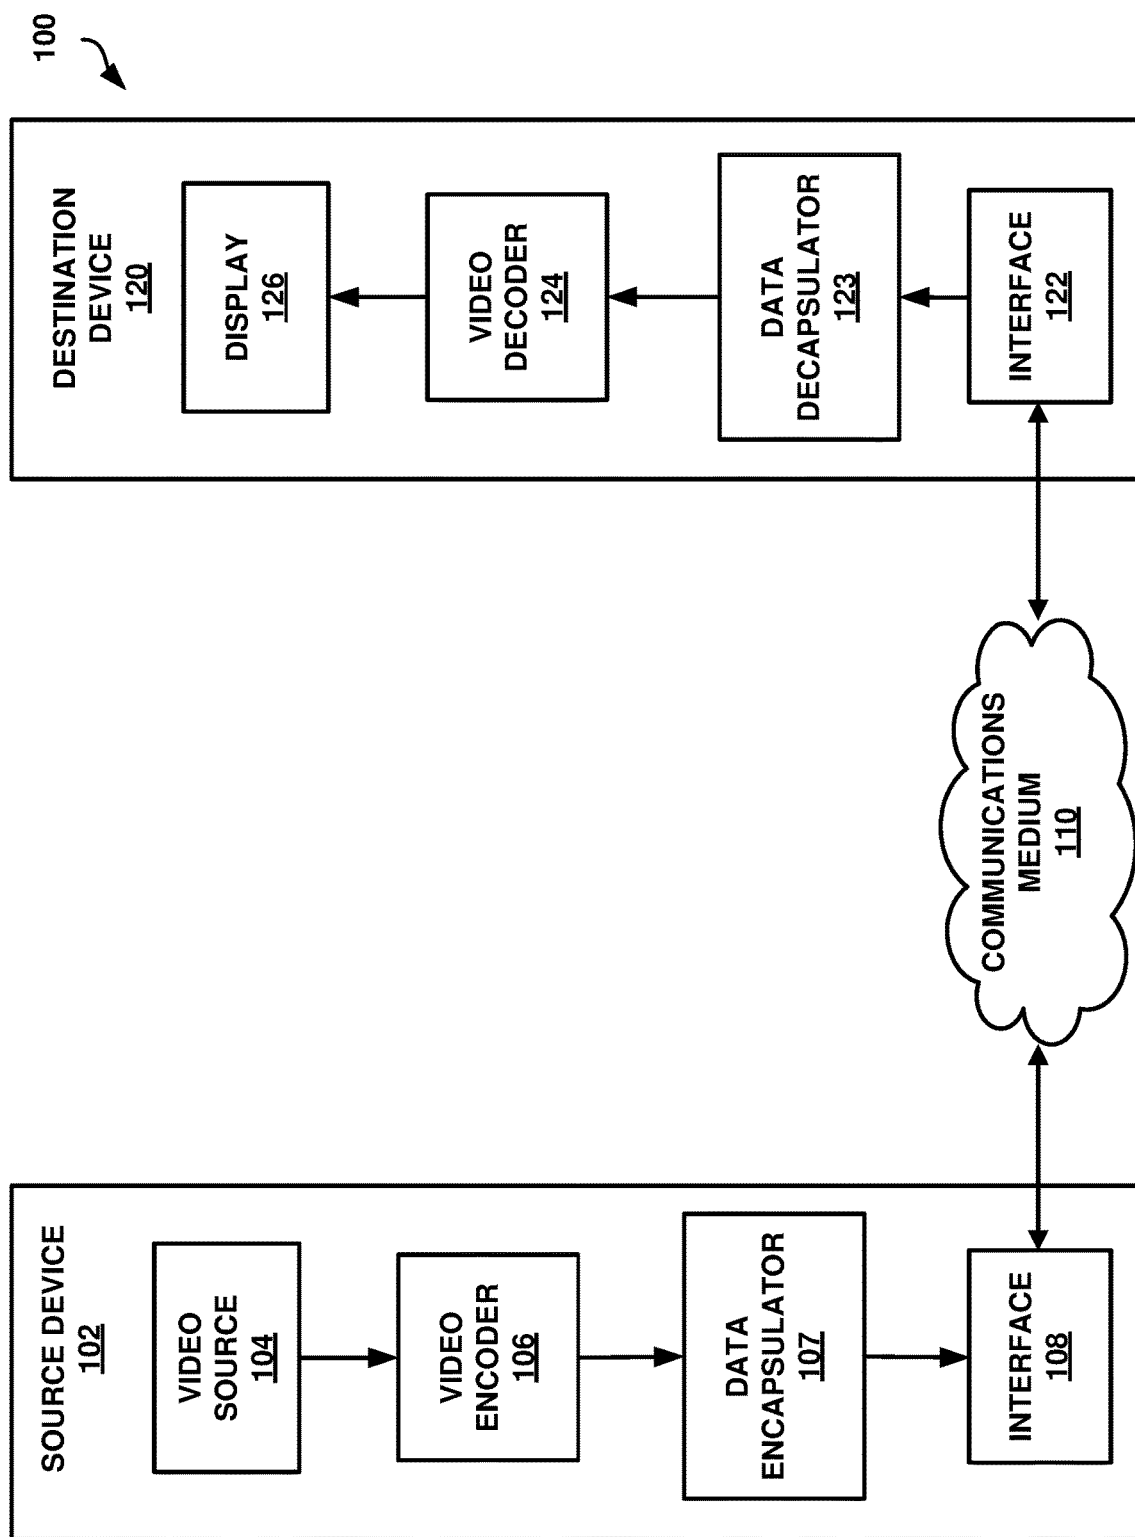 100
SOURCE DEVICE
102
VIDEO
SOURCE
104
VIDEO
ENCODER
106
DATA
ENCAPSULATOR
107
INTERFACE
108
COMMUNICATIONS
MEDIUM
110
DESTINATION
DEVICE
120
DISPLAY
126
VIDEO
DECODER
124
DATA
DECAPSULATOR
123
INTERFACE
122